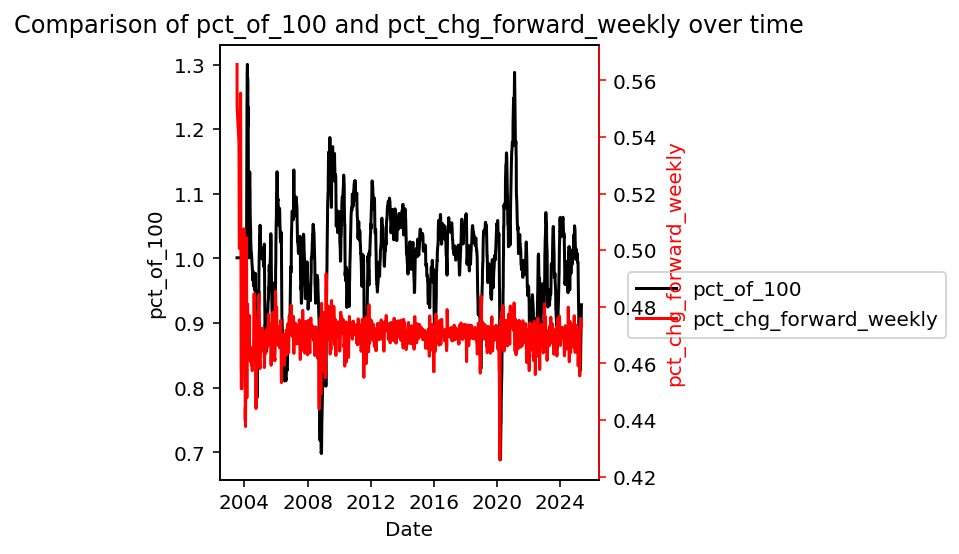 Comparison of pct_of_100 and pct_chg_forward_weekly over time
1.3
1.2
1.1
1.0
0.9
0.8
0.7
pct_of_100
0.56
0.54
0.52
0.50
0.48
0.46
0.44
0.42
pct_chg_forward_weekly
pct_of_100
pct_chg_forward_weekly
2004 2008 2012 2016 2020 2024
Date